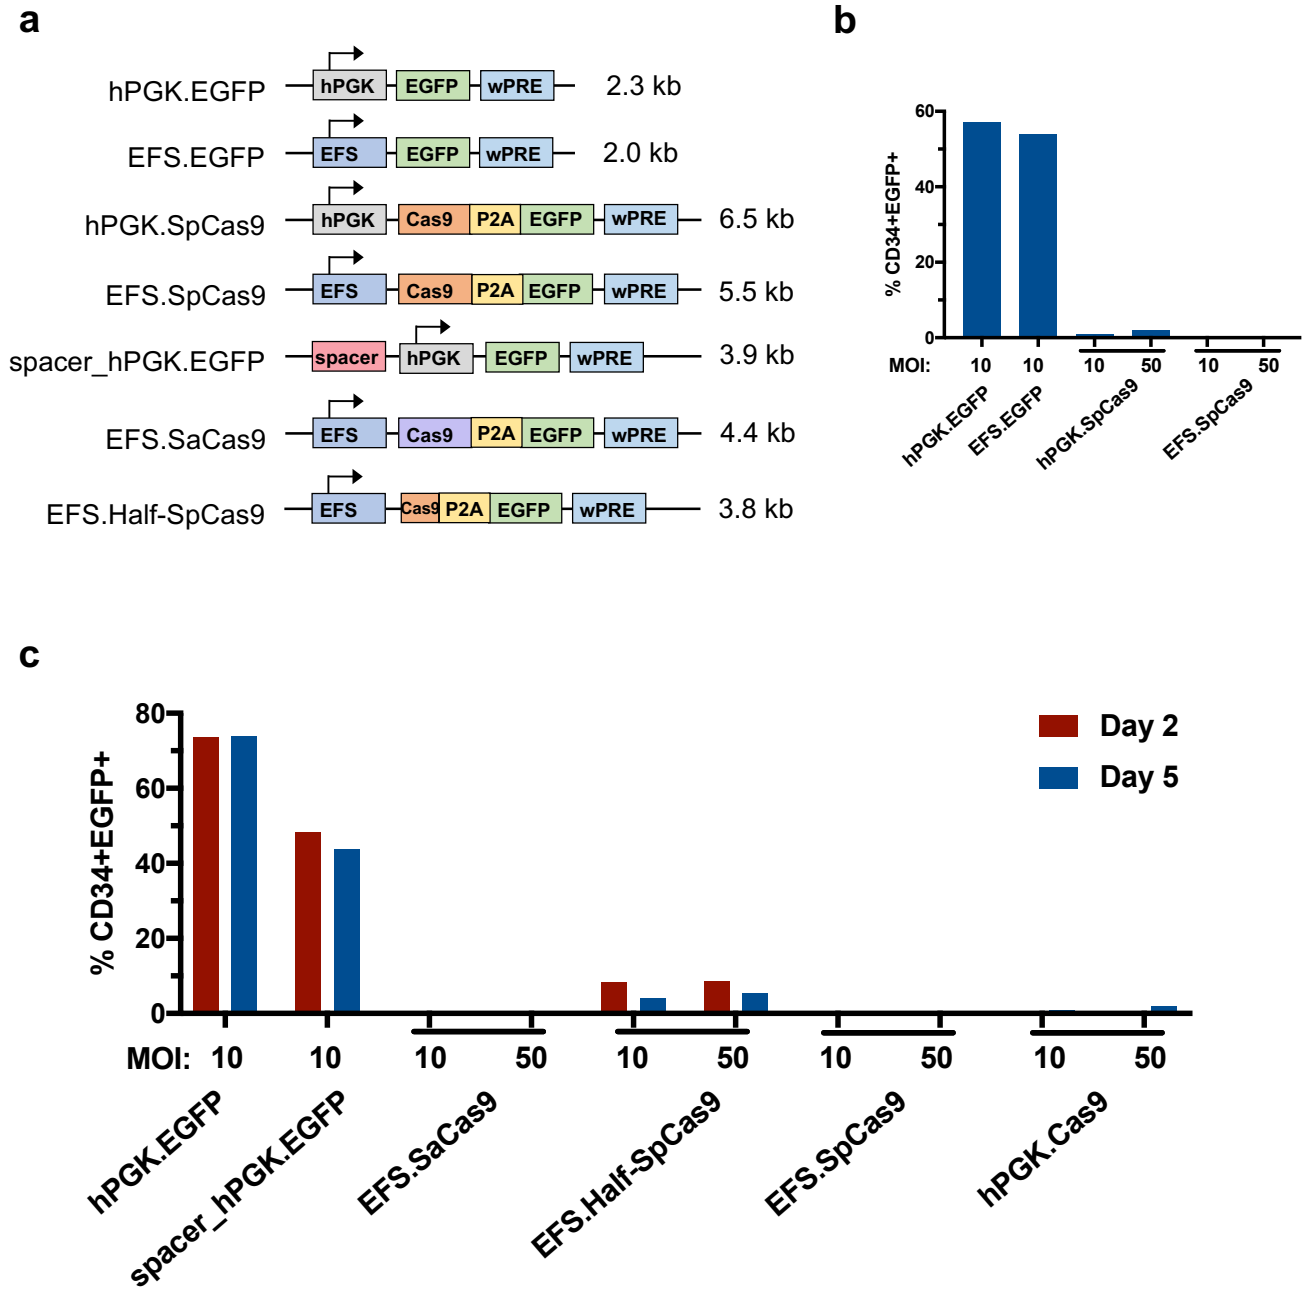 a
hPGK.EGFP hPGK EGFP wPRE 2.3 kb
EFS.EGFP EFS EGFP wPRE 2.0 kb
hPGK.SpCas9 hPGK Cas9 P2A EGFP wPRE 6.5 kb
EFS.SpCas9 EFS Cas9 P2A EGFP wPRE 5.5 kb
spacer_hPGK.EGFP spacer hPGK EGFP wPRE 3.9 kb
EFS.SaCas9 EFS Cas9 P2A EGFP wPRE 4.4 kb
EFS.Half-SpCas9 EFS Cas9 P2A EGFP wPRE 3.8 kb
b
% CD34+EGFP+
60
40
20
0
MOI: 10 10 10 50 10 50
hPGK.EGFP
EFS.EGFP
hPGK.SpCas9
EFS.SpCas9
c
% CD34+EGFP+
80
60
40
20
0
Day 2
Day 5
MOI: 10 10 10 50 10 50 10 50 10 50
hPGK.EGFP
spacer_hPGK.EGFP
EFS.SaCas9
EFS.Half-SpCas9
EFS.SpCas9
hPGK.Cas9